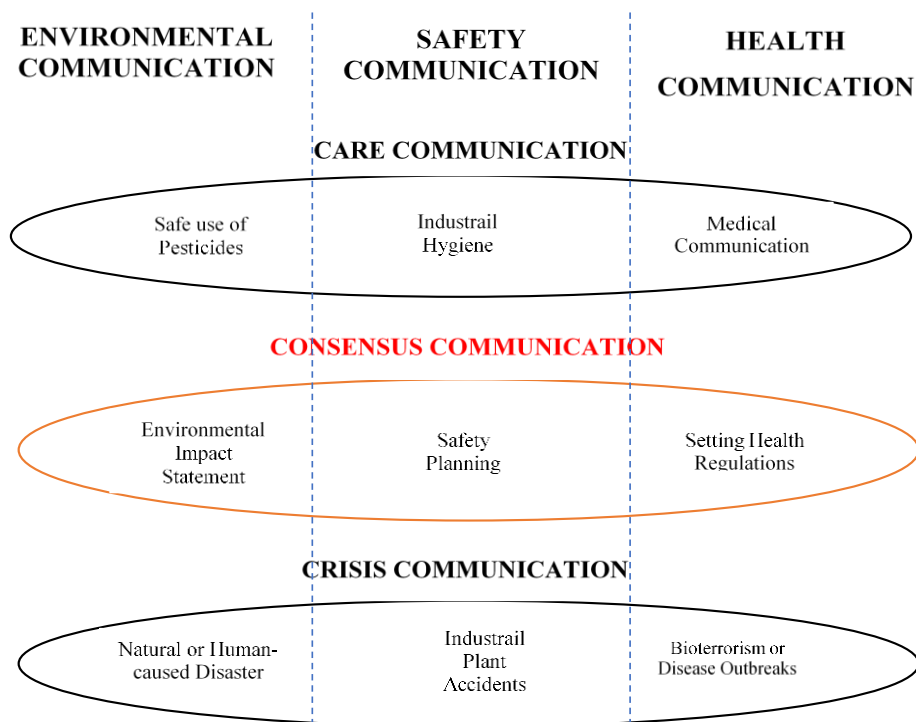 ENVIRONMENTAL
COMMUNICATION
SAFETY
COMMUNICATION
HEALTH
COMMUNICATION
CARE COMMUNICATION
Safe use of
Pesticides
Industrail
Hygiene
Medical
Communication
CONSENSUS COMMUNICATION
Environmental
Impact
Statement
Safety
Planning
Setting Health
Regulations
CRISIS COMMUNICATION
Natural or Human-
caused Disaster
Industrail
Plant
Accidents
Bioterrorism or
Disease Outbreaks